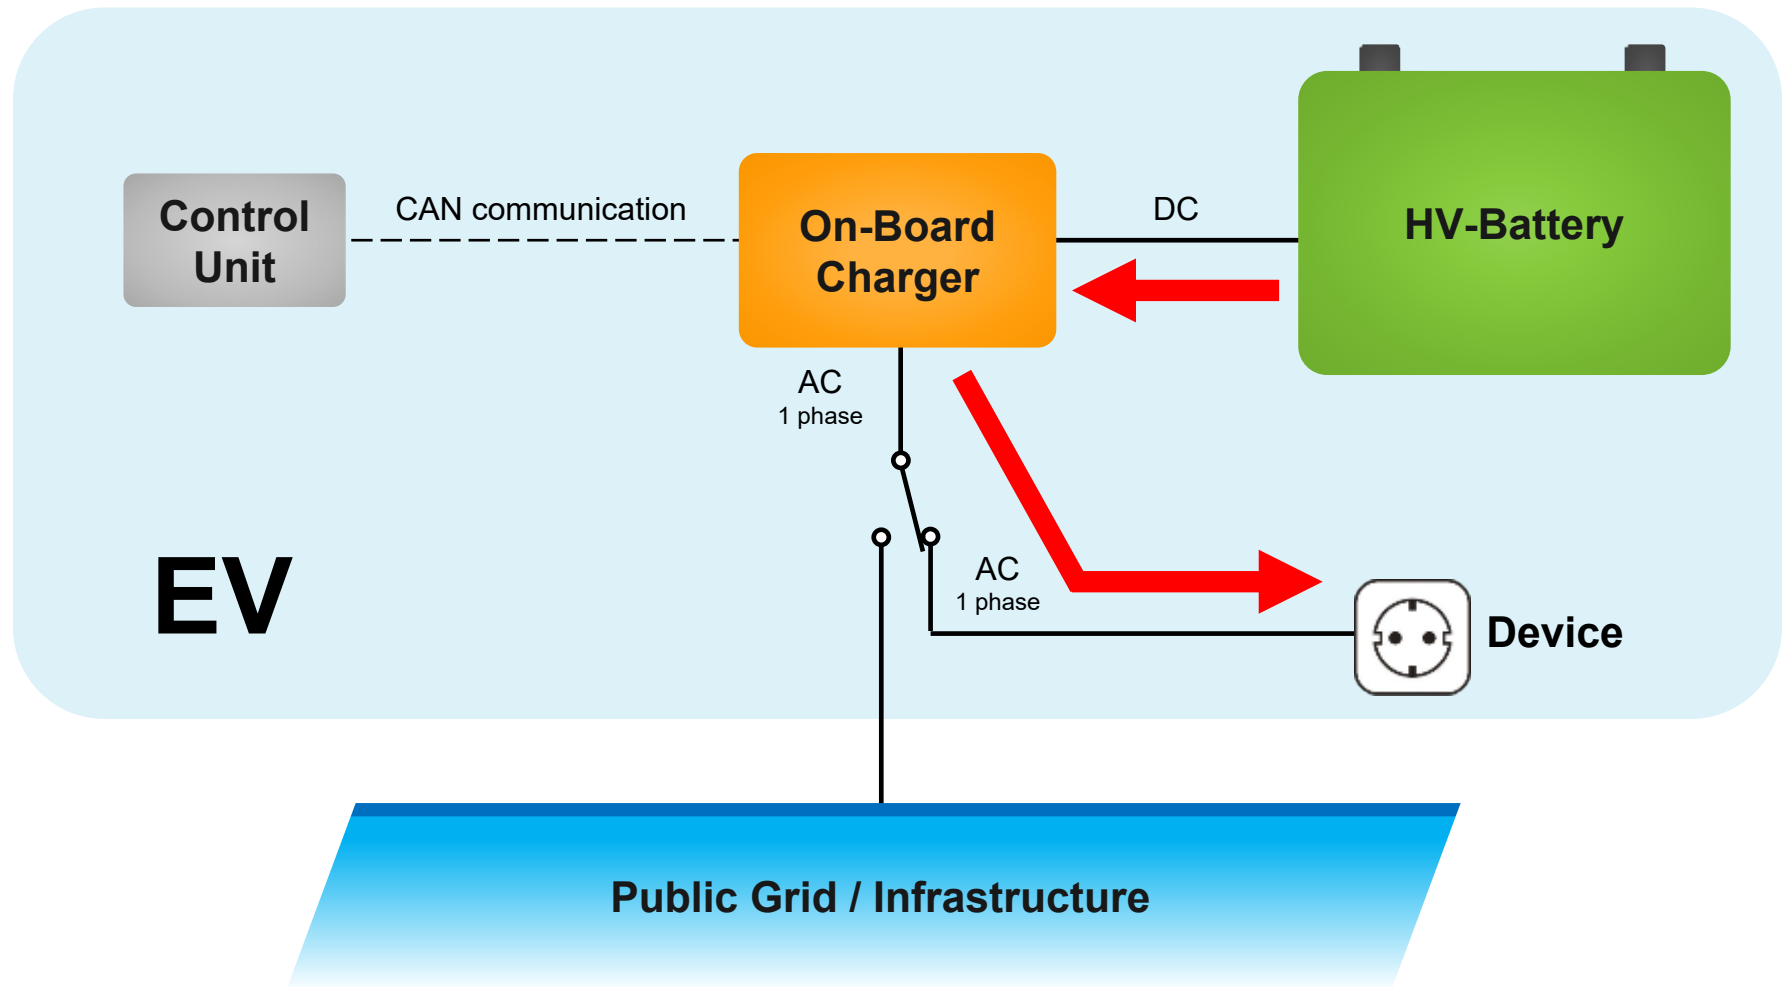 Control
Unit
CAN communication
On-Board
Charger
DC
HV-Battery
AC
1 phase
EV
AC
1 phase
Device
Public Grid / Infrastructure